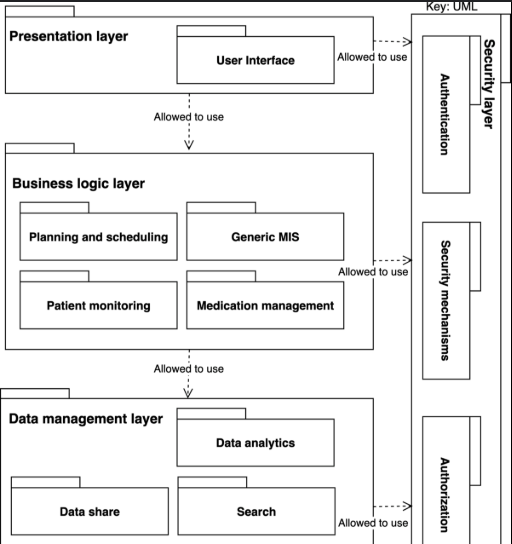 Key: UML
Presentation layer
User Interface
Allowed to use
Allowed to use
Security layer
Authentication
Business logic layer
Planning and scheduling
Generic MIS
Patient monitoring
Medication management
Allowed to use
Security mechanisms
Allowed to use
Data management layer
Data analytics
Data share
Search
Allowed to use
Authorization